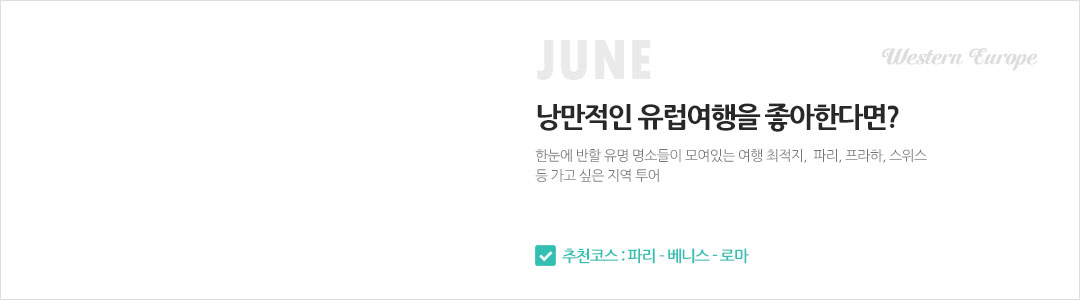 JUNE
Western Europe
낭만적인 유럽여행을 좋아한다면?
한눈에 반할 유명 명소들이 모여있는 여행 최적지, 파리, 프라하, 스위스
등 가고 싶은 지역 투어
추천코스 : 파리 - 베니스 - 로마